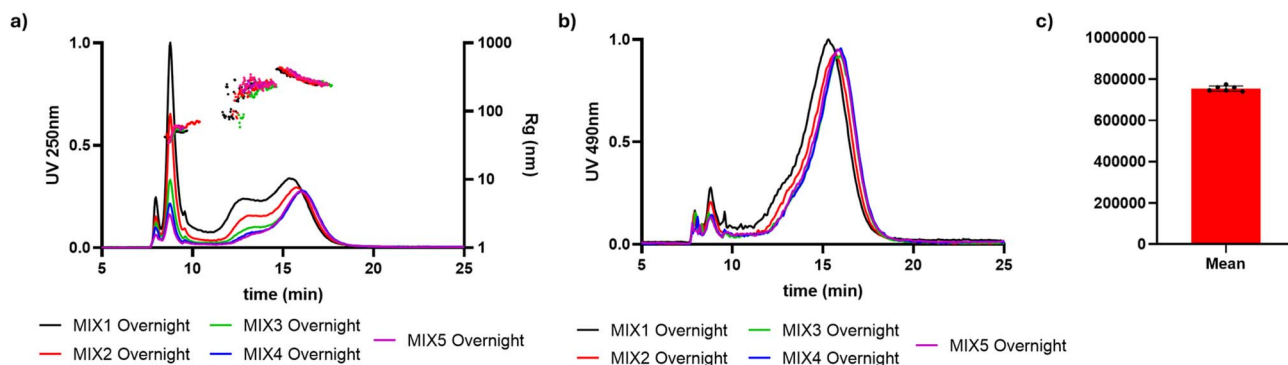 a)
UV 250nm
1.0
0.5
0.0
1000
100
10
1
Rg (nm)
5 10 15 20 25
time (min)
MIX1 Overnight MIX3 Overnight MIX5 Overnight
MIX2 Overnight MIX4 Overnight
b)
UV 490nm
1.0
0.5
0.0
5 10 15 20 25
time (min)
MIX1 Overnight MIX3 Overnight MIX5 Overnight
MIX2 Overnight MIX4 Overnight
c)
1000000
800000
600000
400000
200000
0
Mean